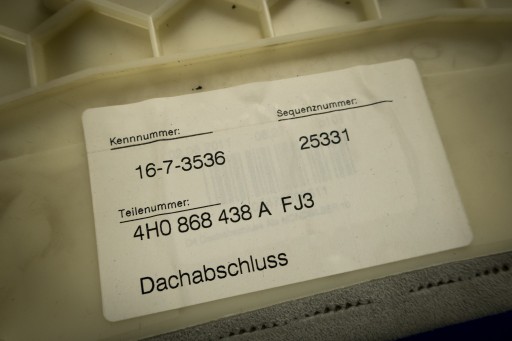 Kennnummer:
Sequenznummer:
16-7-3536
25331
Teilenummer:
4H0 868 438 A FJ3
Dachabschluss